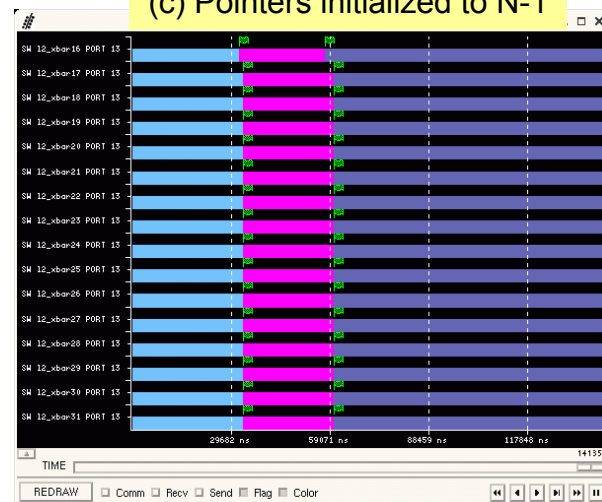 (c) Pointers initialized to N-1
SW 12_xbar16 PORT 13
SW 12_xbar17 PORT 13
SW 12_xbar18 PORT 13
SW 12_xbar19 PORT 13
SW 12_xbar20 PORT 13
SW 12_xbar21 PORT 13
SW 12_xbar22 PORT 13
SW 12_xbar23 PORT 13
SW 12_xbar24 PORT 13
SW 12_xbar25 PORT 13
SW 12_xbar26 PORT 13
SW 12_xbar27 PORT 13
SW 12_xbar28 PORT 13
SW 12_xbar29 PORT 13
SW 12_xbar30 PORT 13
SW 12_xbar31 PORT 13
29682 ns 59071 ns 88459 ns 117848 ns
14135
TIME
REDRAW Comm Recv Send Flag Color